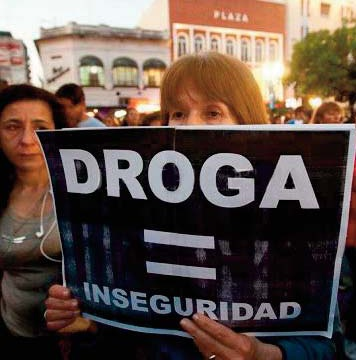 PLAZA
DROGA
=
INSEGURIDAD